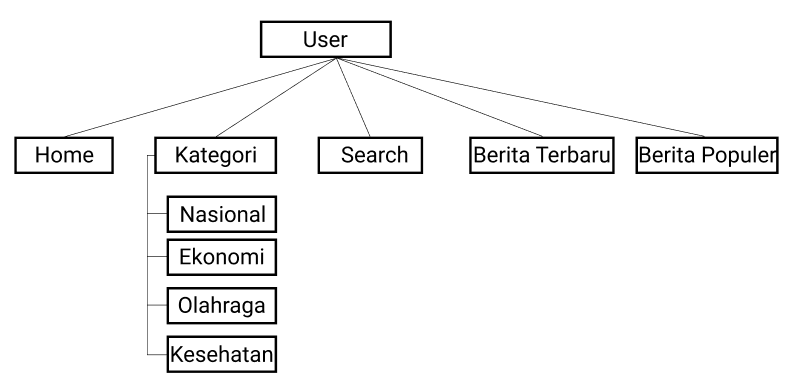 User
Home
Kategori
Search
Berita Terbaru
Berita Populer
Nasional
Ekonomi
Olahraga
Kesehatan